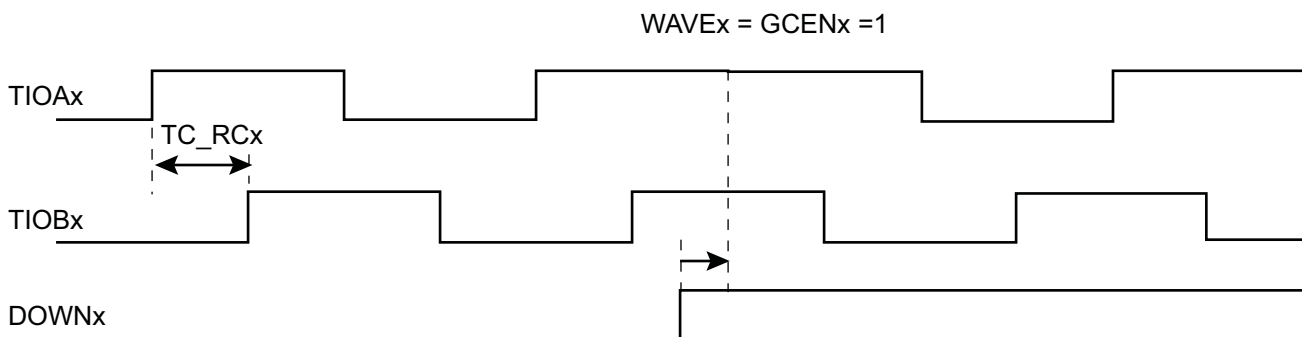 WAVEx = GCENx =1
TIOAx
TC_RCx
TIOBx
DOWNx